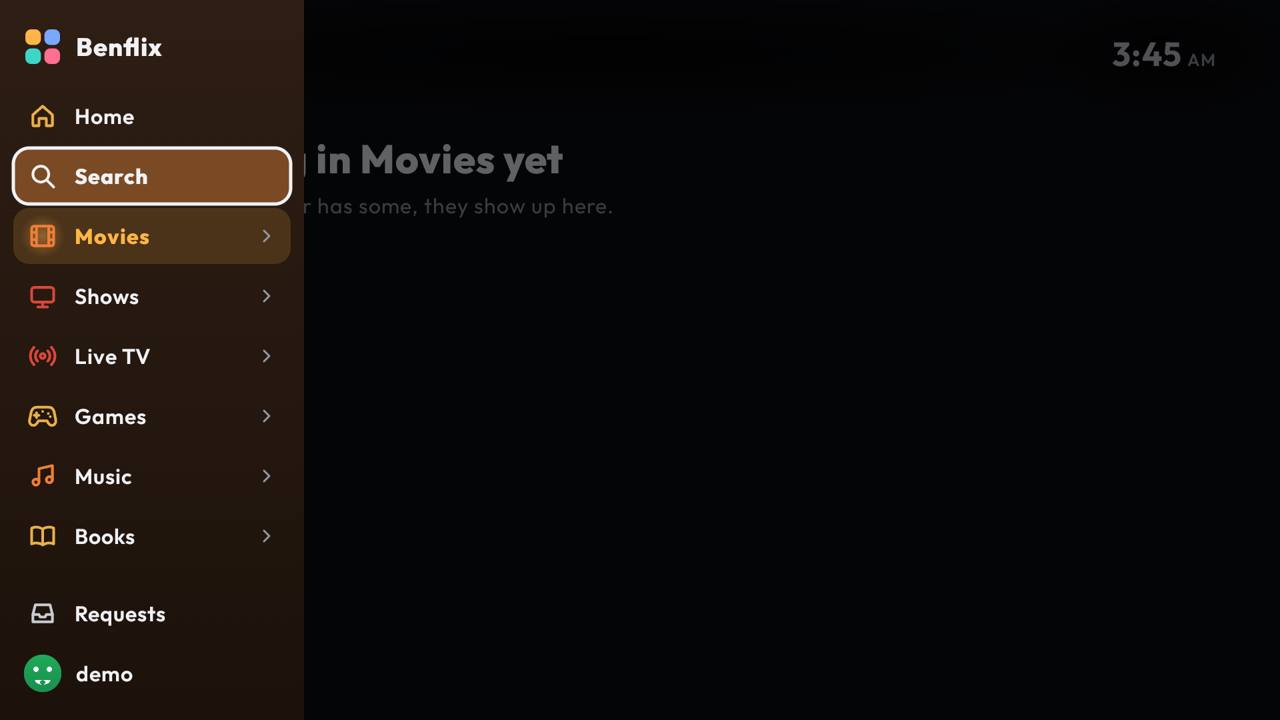 Benflix
3:45 AM
Home
Search
Movies
Shows
Live TV
Games
Music
Books
Requests
demo
in Movies yet
has some, they show up here.